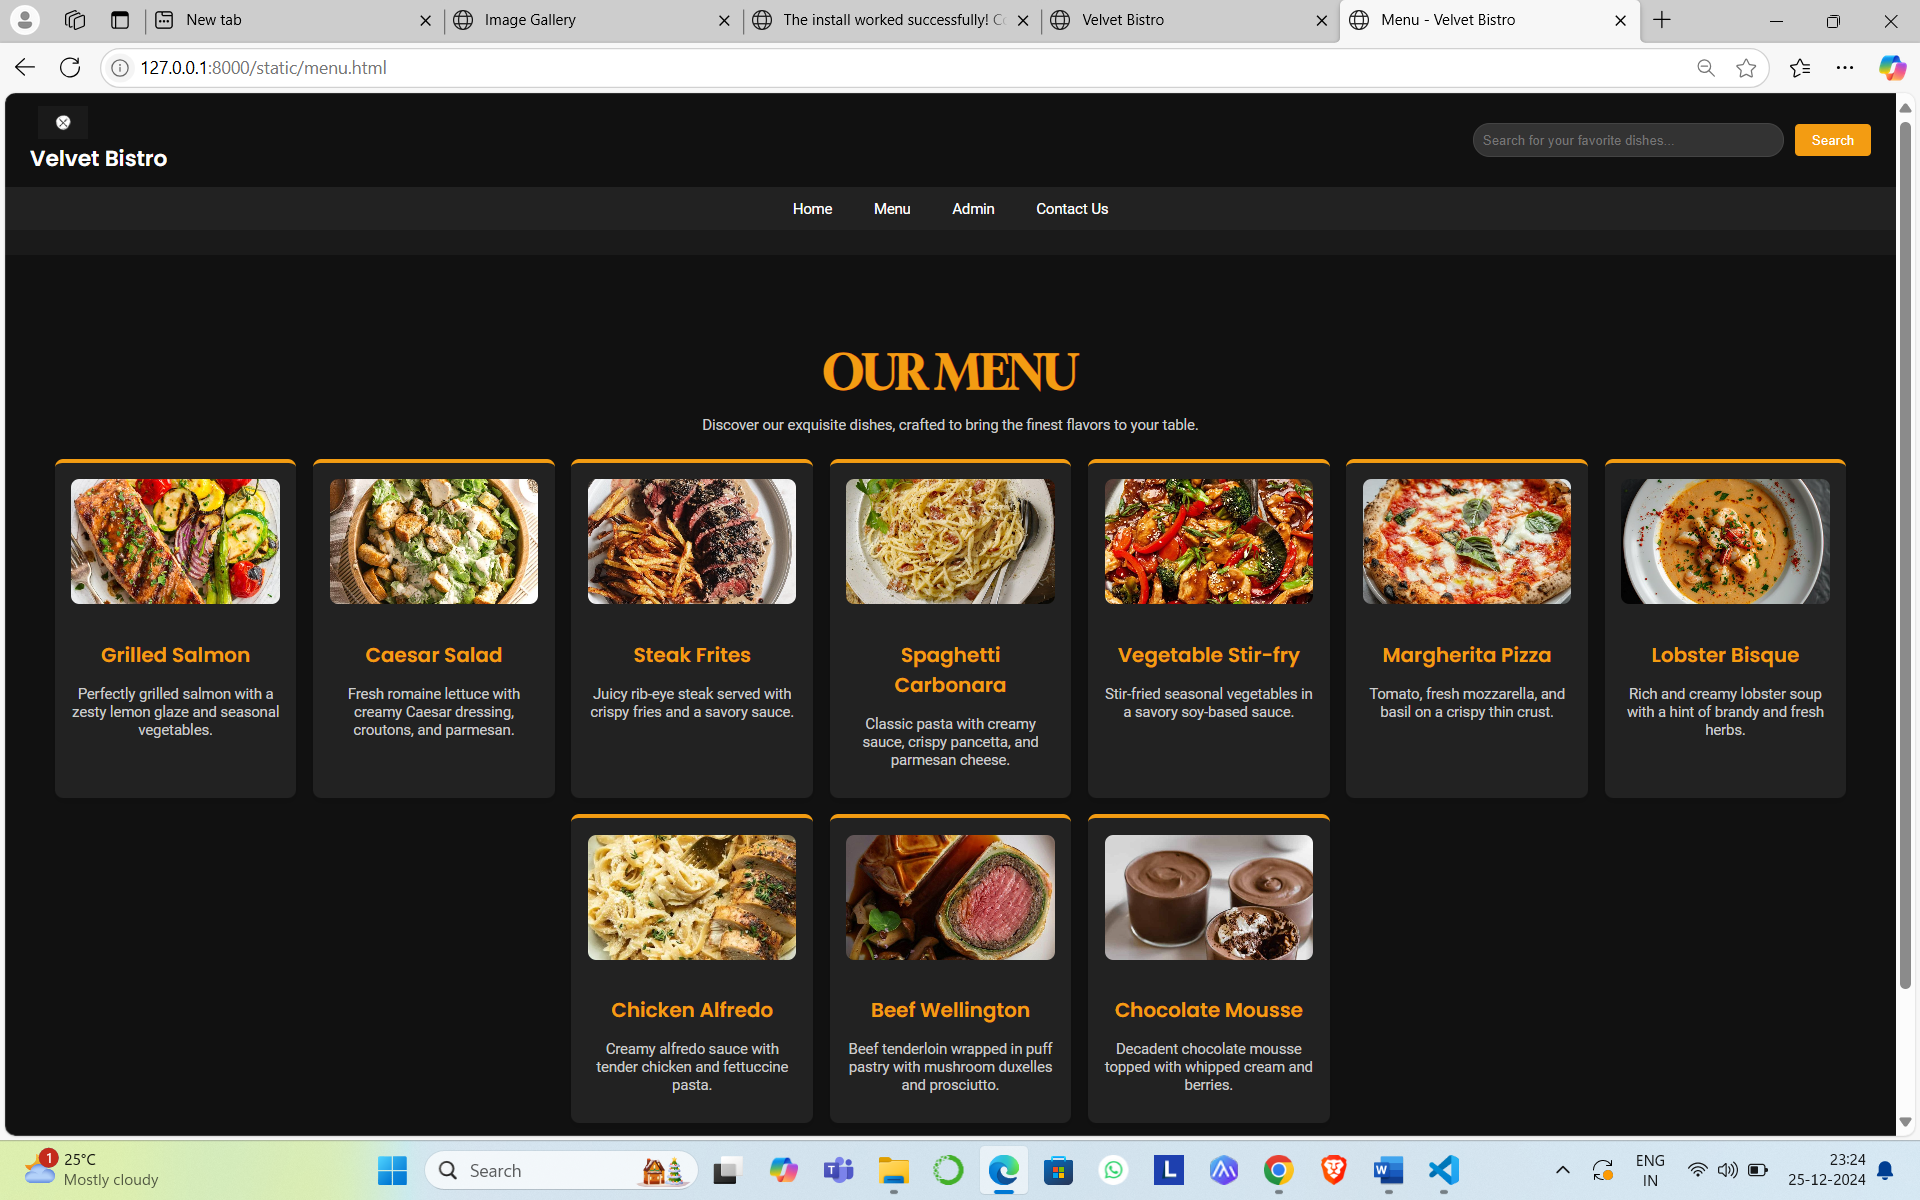 New tab
Image Gallery
The install worked successfully!
Velvet Bistro
Menu - Velvet Bistro
127.0.0.1:8000/static/menu.html
Velvet Bistro
Search for your favorite dishes...
Search
Home
Menu
Admin
Contact Us
OUR MENU
Discover our exquisite dishes, crafted to bring the finest flavors to your table.
Grilled Salmon
Perfectly grilled salmon with a
zesty lemon glaze and seasonal
vegetables.
Caesar Salad
Fresh romaine lettuce with
creamy Caesar dressing,
croutons, and parmesan.
Steak Frites
Juicy rib-eye steak served with
crispy fries and a savory sauce.
Spaghetti
Carbonara
Classic pasta with creamy
sauce, crispy pancetta, and
parmesan cheese.
Vegetable Stir-fry
Stir-fried seasonal vegetables in
a savory soy-based sauce.
Margherita Pizza
Tomato, fresh mozzarella, and
basil on a crispy thin crust.
Lobster Bisque
Rich and creamy lobster soup
with a hint of brandy and fresh
herbs.
Chicken Alfredo
Creamy alfredo sauce with
tender chicken and fettuccine
pasta.
Beef Wellington
Beef tenderloin wrapped in puff
pastry with mushroom duxelles
and prosciutto.
Chocolate Mousse
Decadent chocolate mousse
topped with whipped cream and
berries.
1
25°C
Mostly cloudy
Search
L
W
ENG
IN
23:24
25-12-2024